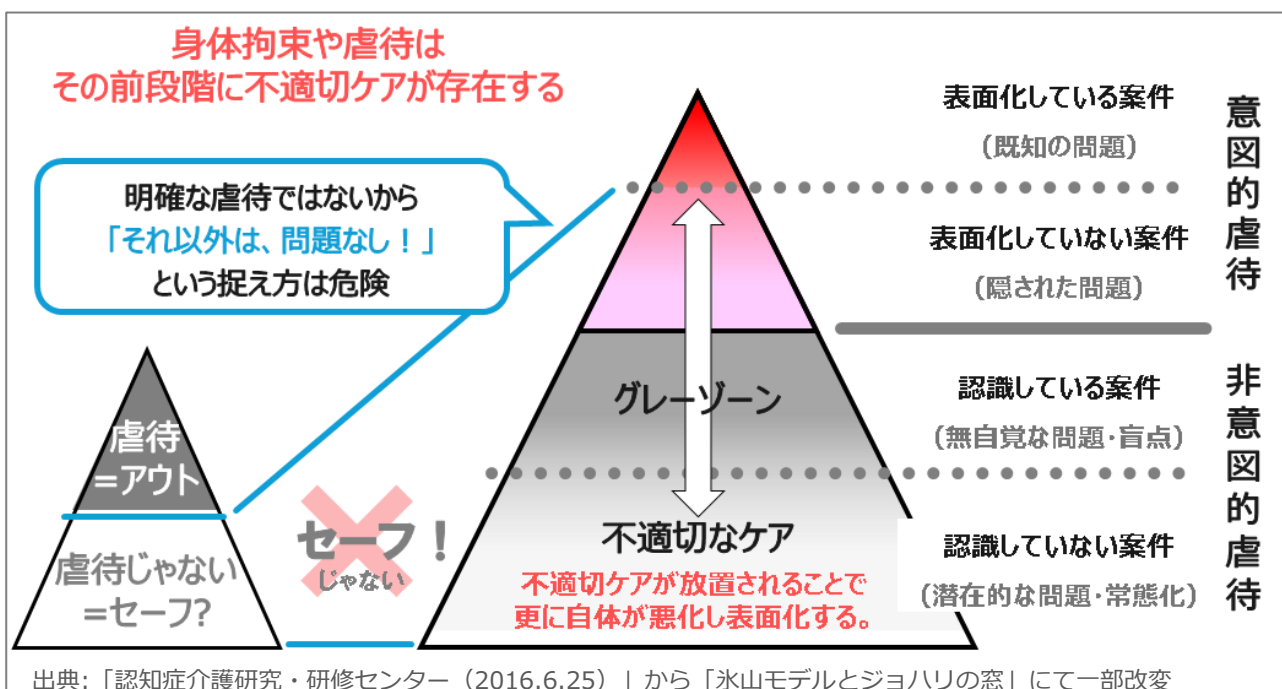 身体拘束や虐待は
その前段階に不適切ケアが存在する
明確な虐待ではないから
「それ以外は、問題なし！」
という捉え方は危険
虐待
=アウト
虐待じゃない
=セーフ?
セーフ！
じゃない
グレーゾーン
不適切なケア
不適切ケアが放置されることで
更に自体が悪化し表面化する。
表面化している案件
（既知の問題）
表面化していない案件
（隠された問題）
認識している案件
（無自覚な問題・盲点）
認識していない案件
（潜在的な問題・常態化）
意図的虐待
非意図的虐待
出典:「認知症介護研究・研修センター（2016.6.25）」から「氷山モデルとジョハリの窓」にて一部改変